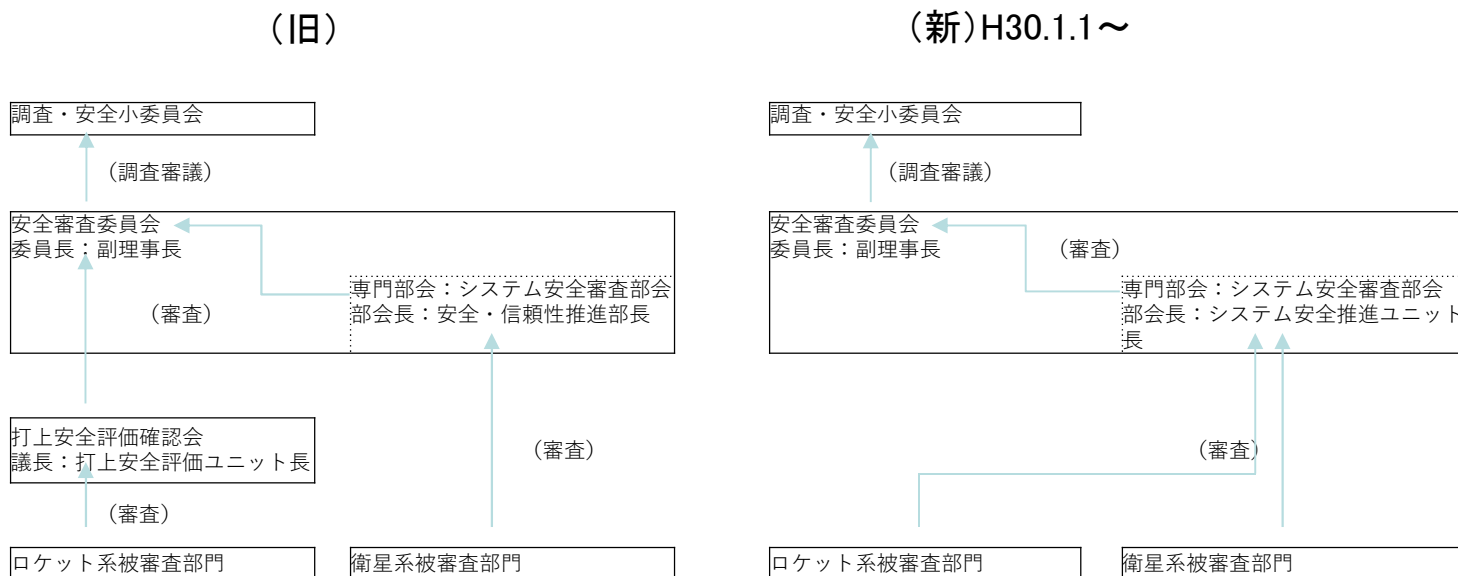 (旧)
調査・安全小委員会
(調査審議)
安全審査委員会
委員長:副理事長
(審査)
専門部会:システム安全審査部会
部会長:安全・信頼性推進部長
打上安全評価確認会
議長:打上安全評価ユニット長
(審査)
(審査)
ロケット系被審査部門
衛星系被審査部門
(新)H30.1.1~
調査・安全小委員会
(調査審議)
安全審査委員会
委員長:副理事長
(審査)
専門部会:システム安全審査部会
部会長:システム安全推進ユニット
長
(審査)
ロケット系被審査部門
衛星系被審査部門